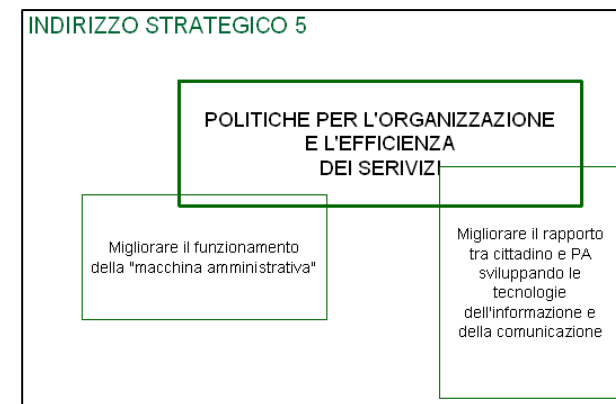 INDIRIZZO STRATEGICO 5
POLITICHE PER L'ORGANIZZAZIONE
E L'EFFICIENZA
DEI SERIVIZI
Migliorare il funzionamento
della "macchina amministrativa"
Migliorare il rapporto
tra cittadino e PA
sviluppando le
tecnologie
dell'informazione e
della comunicazione